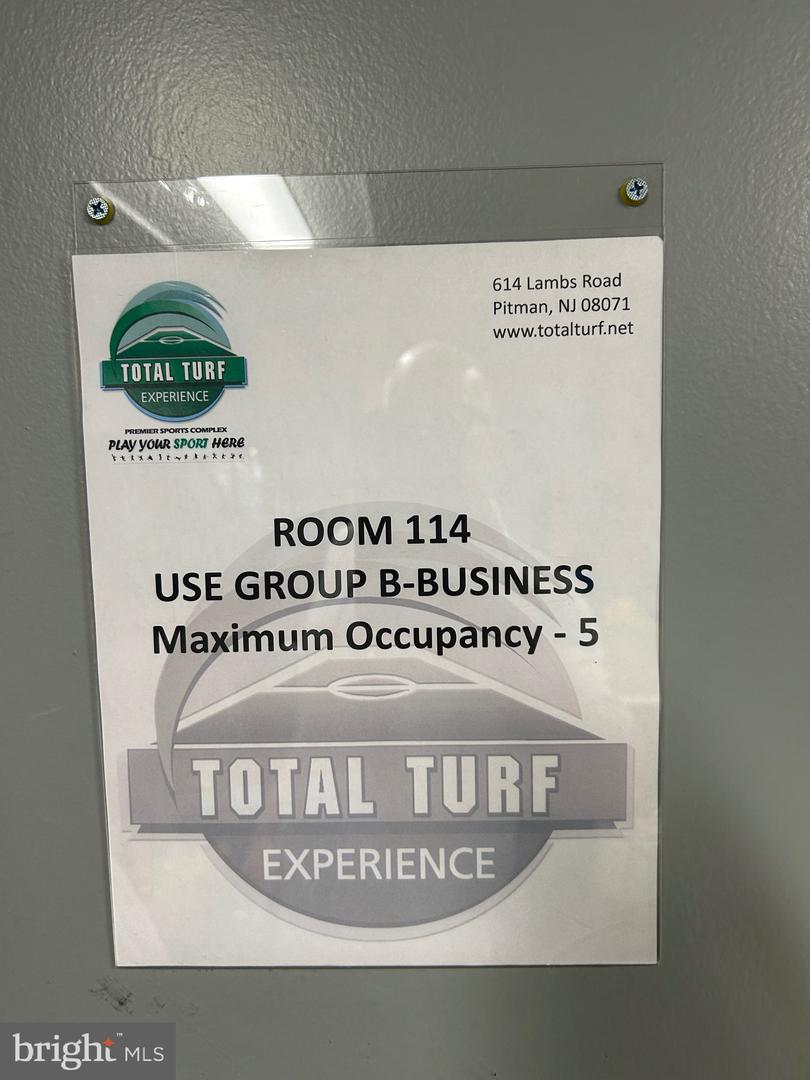 614 Lambs Road
Pitman, NJ 08071
www.totalturf.net
TOTAL TURF
EXPERIENCE
PREMIER SPORTS COMPLEX
PLAY YOUR SPORT HERE
ROOM 114
USE GROUP B-BUSINESS
Maximum Occupancy - 5
TOTAL TURF
EXPERIENCE
bright™ MLS